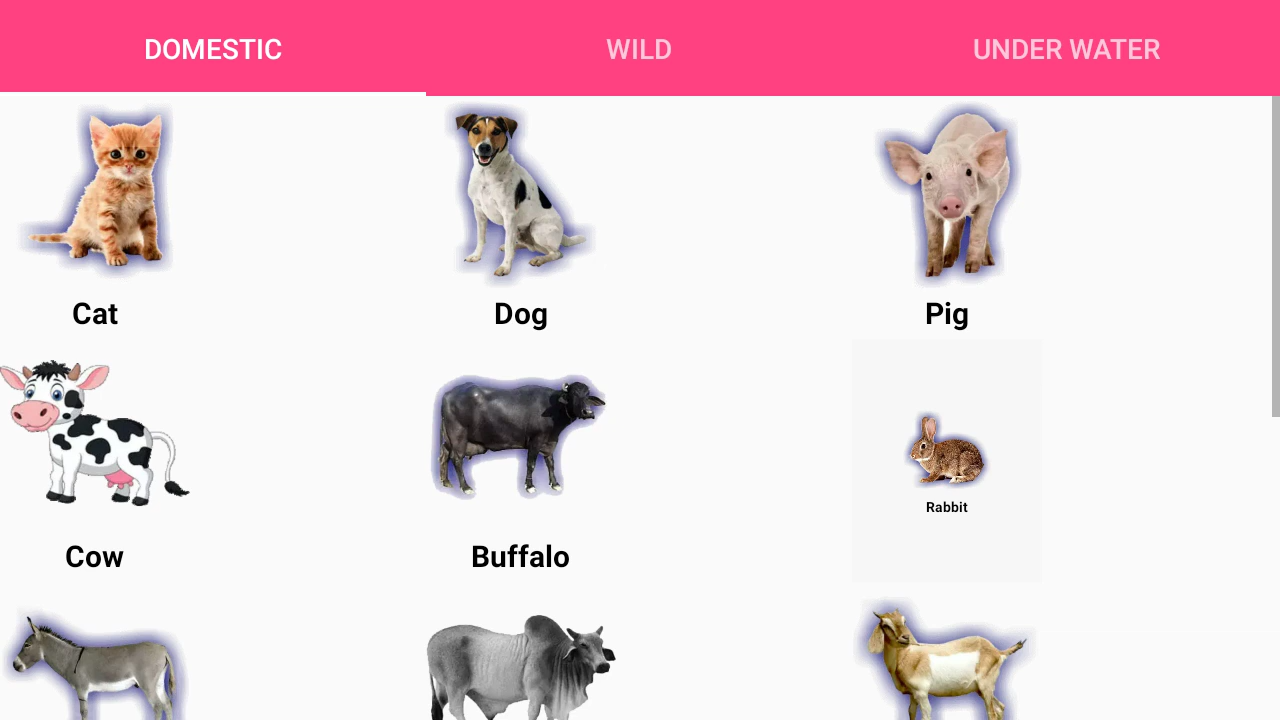 DOMESTIC
WILD
UNDER WATER
Cat
Dog
Pig
Cow
Buffalo
Rabbit